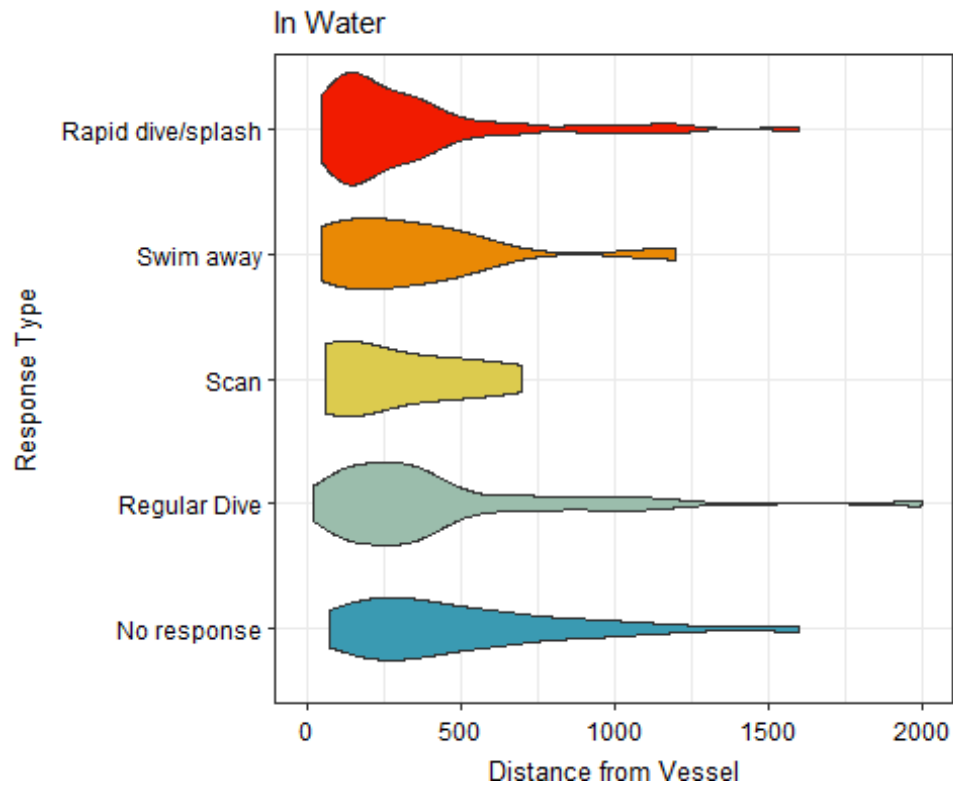 In Water
Response Type
Rapid dive/splash
Swim away
Scan
Regular Dive
No response
0 500 1000 1500 2000
Distance from Vessel